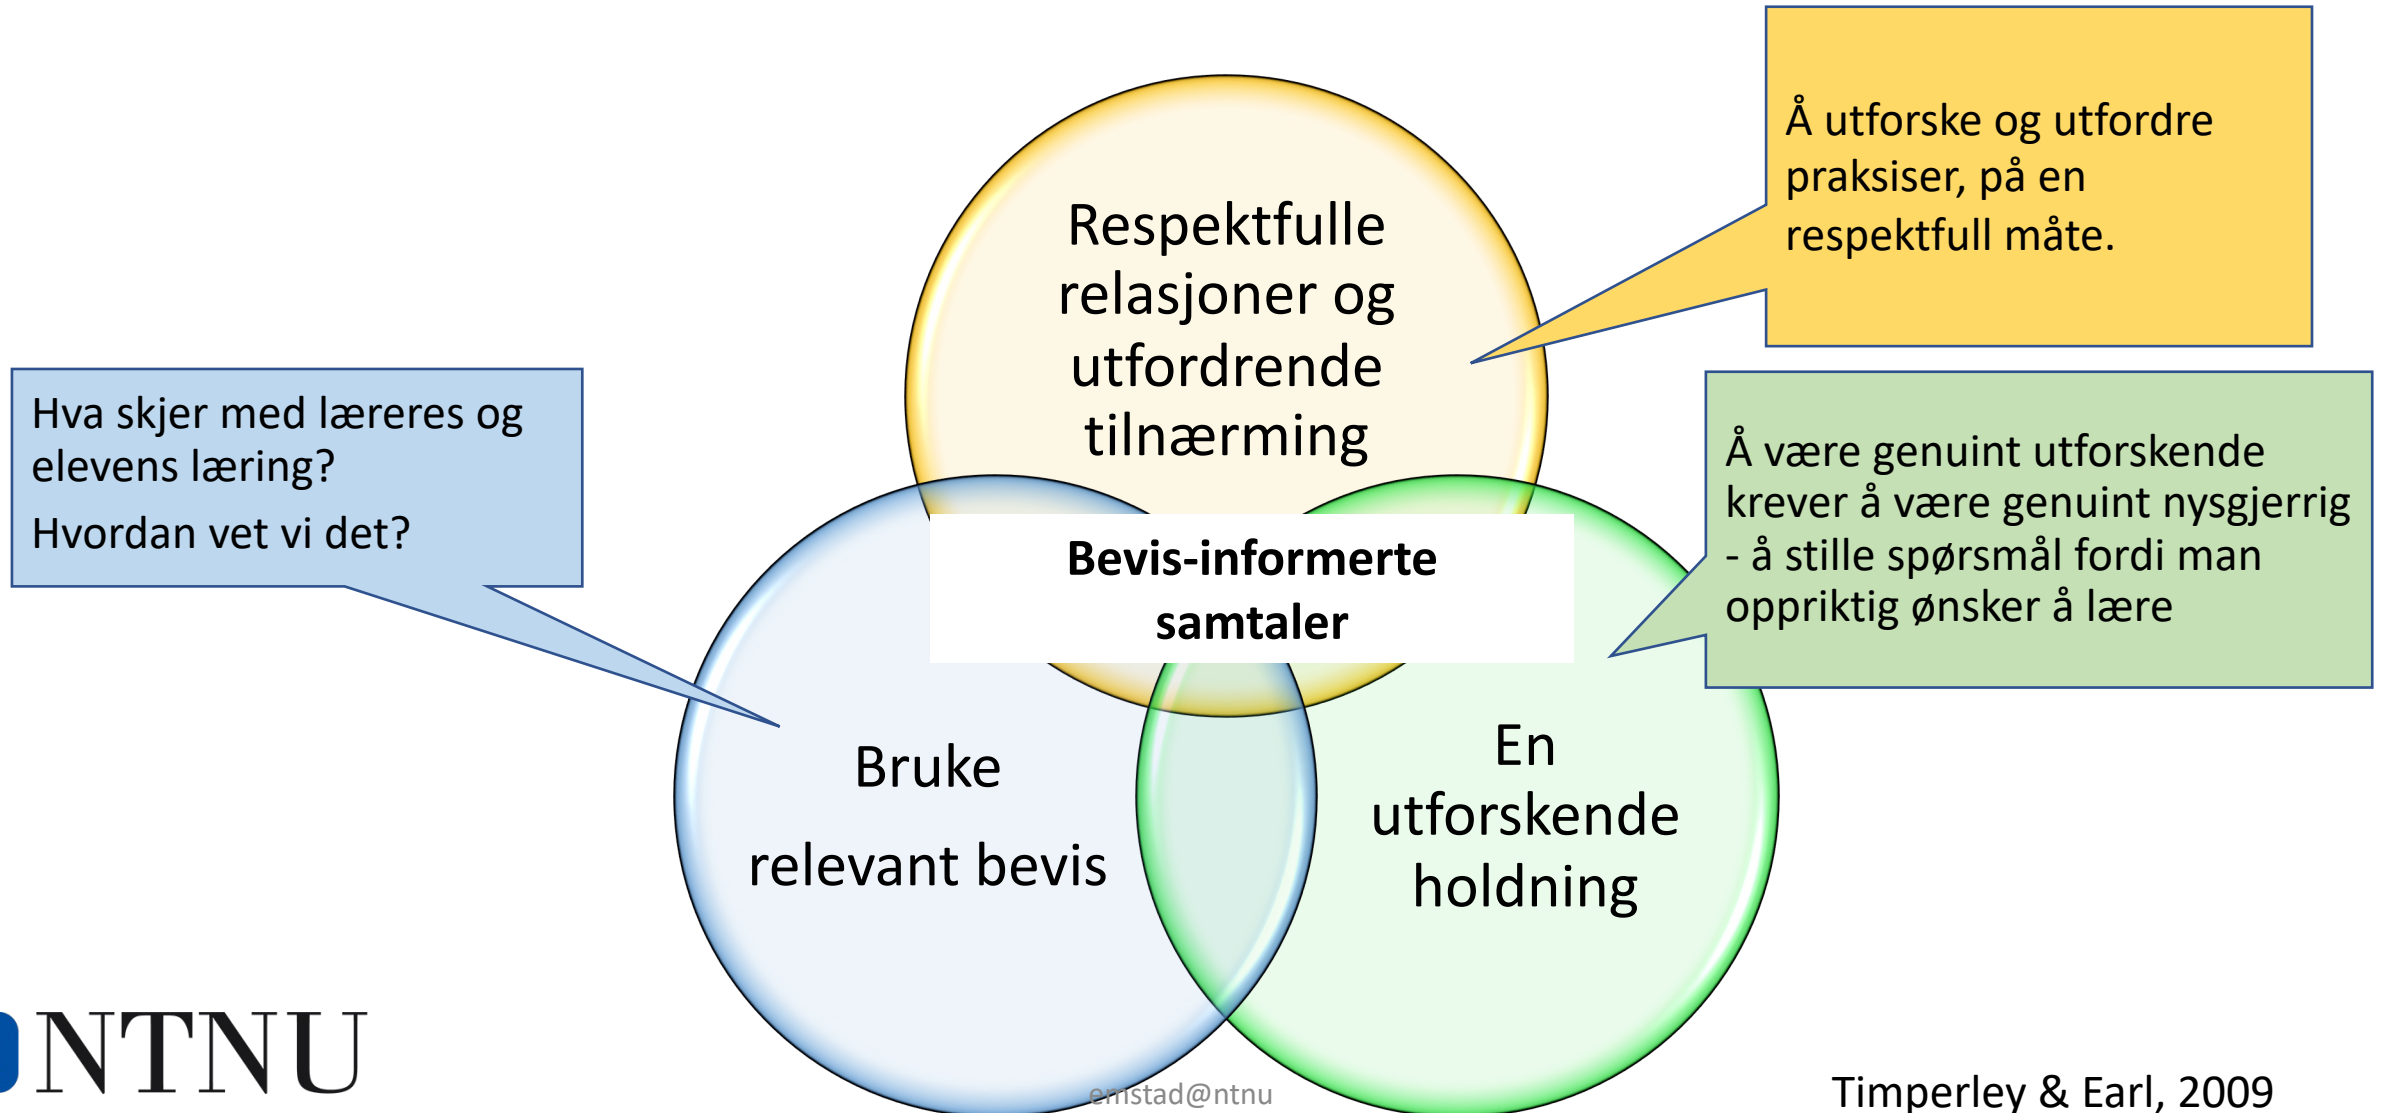 Å utforske og utfordre
praksiser, på en
respektfull måte.
Respektfulle
relasjoner og
utfordrende
tilnærming
Hva skjer med læreres og
elevens læring?
Hvordan vet vi det?
Å være genuint utforskende
krever å være genuint nysgjerrig
- å stille spørsmål fordi man
oppriktig ønsker å lære
Bevis-informerte
samtaler
Bruke
relevant bevis
En
utforskende
holdning
NTNU
emstad@ntnu
Timperley & Earl, 2009